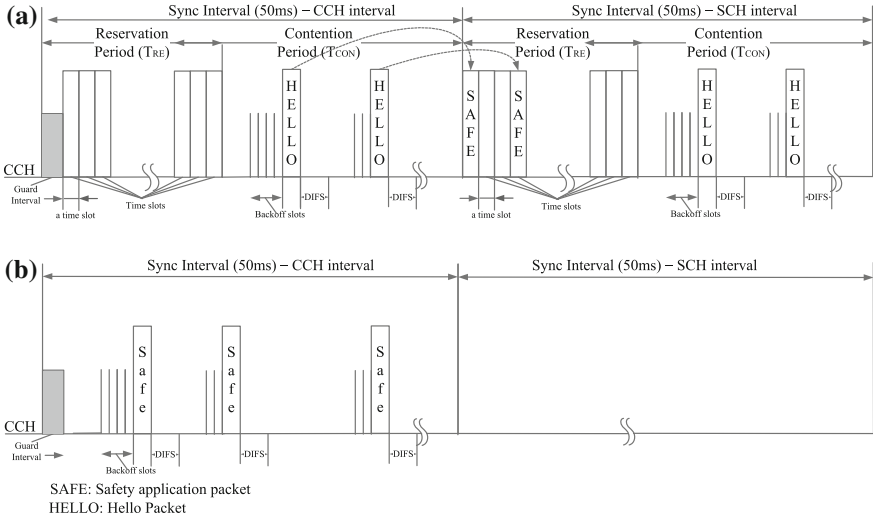 (a)
Sync Interval (50ms) – CCH interval
Sync Interval (50ms) – SCH interval
Reservation
Period (TRE)
Contention
Period (TCON)
Reservation
Period (TRE)
Contention
Period (TCON)
HELLO
HELLO
SAFE
SAFE
HELLO
HELLO
CCH
Guard
Interval
a time slot
Time slots
Backoff slots
DIFS
DIFS
a time slot
Time slots
Backoff slots
DIFS
DIFS
(b)
Sync Interval (50ms) – CCH interval
Sync Interval (50ms) – SCH interval
Safe
Safe
Safe
CCH
Guard
Interval
Backoff slots
DIFS
DIFS
DIFS
SAFE: Safety application packet
HELLO: Hello Packet